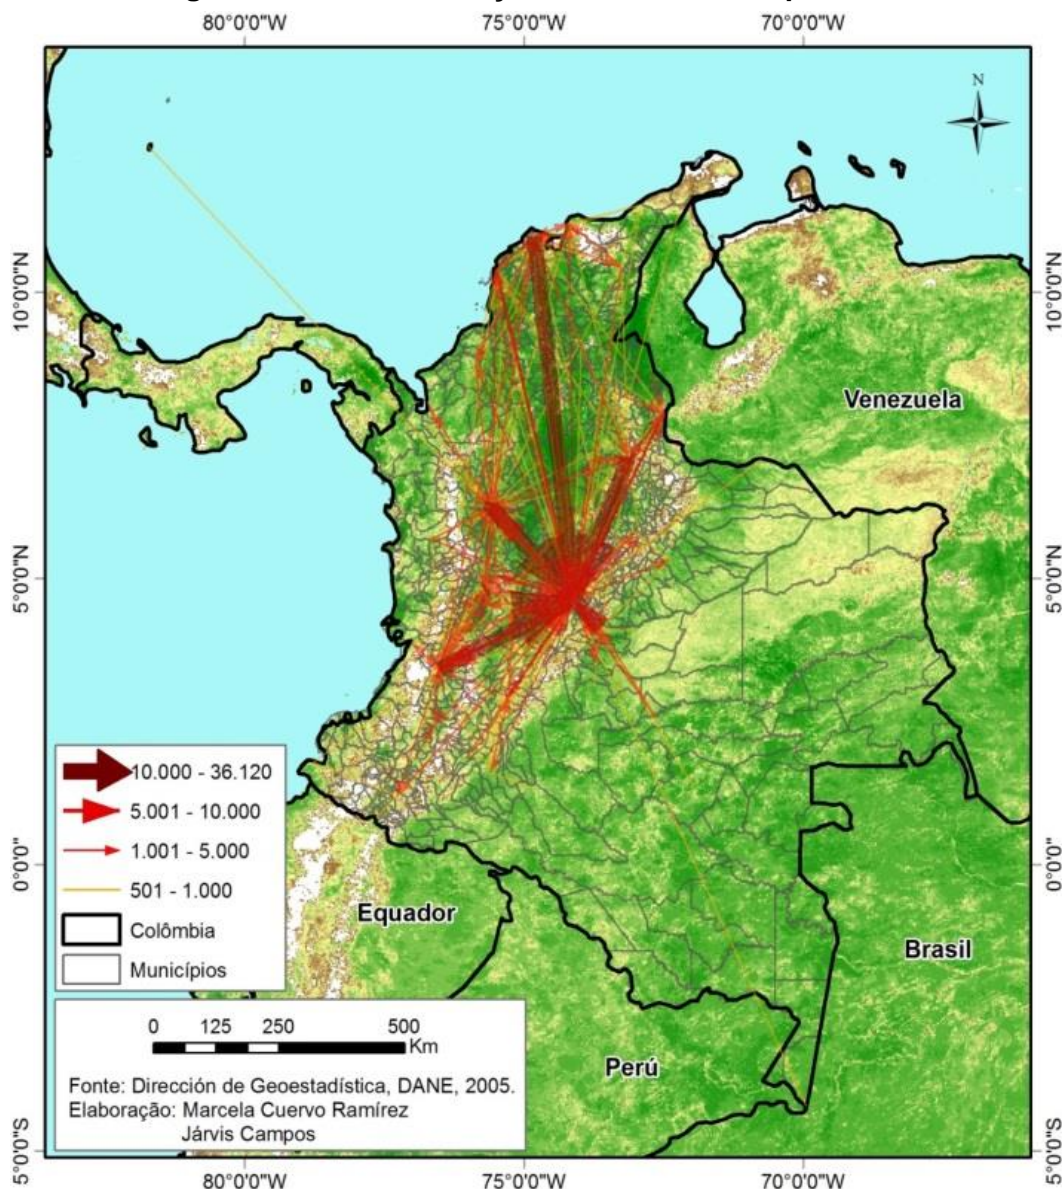 80°0'0"W 75°0'0"W 70°0'0"W
N
10°0'0"N 10°0'0"N
Venezuela
5°0'0"N 5°0'0"N
10.000 - 36.120
5.001 - 10.000
1.001 - 5.000
501 - 1.000
Colômbia
Municípios
0°0'0" 0°0'0"
Equador
Brasil
Perú
0 125 250 500
Km
Fonte: Dirección de Geoestadística, DANE, 2005.
Elaboração: Marcela Cuervo Ramírez
Járvis Campos
5°0'0"S 5°0'0"S
80°0'0"W 75°0'0"W 70°0'0"W